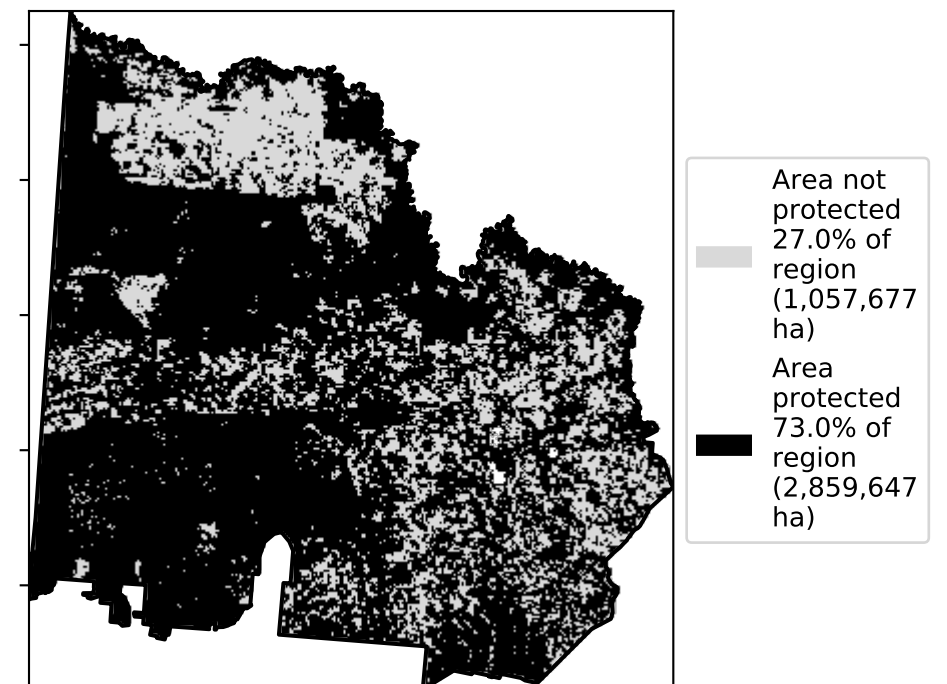 Area not
protected
27.0% of
region
(1,057,677
ha)
Area
protected
73.0% of
region
(2,859,647
ha)